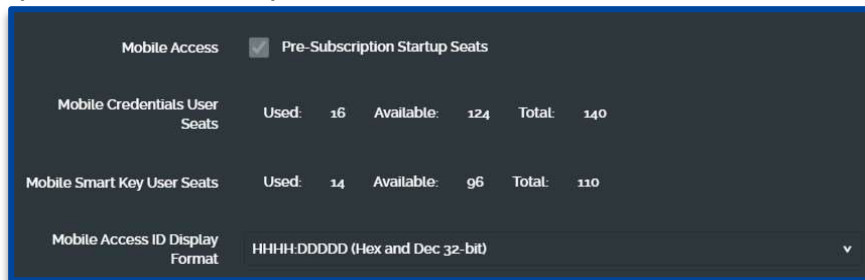 Mobile Access Pre-Subscription Startup Seats
Mobile Credentials User Seats Used: 16 Available: 124 Total: 140
Mobile Smart Key User Seats Used: 14 Available: 96 Total: 110
Mobile Access ID Display Format HHHH:DDDDD (Hex and Dec 32-bit)